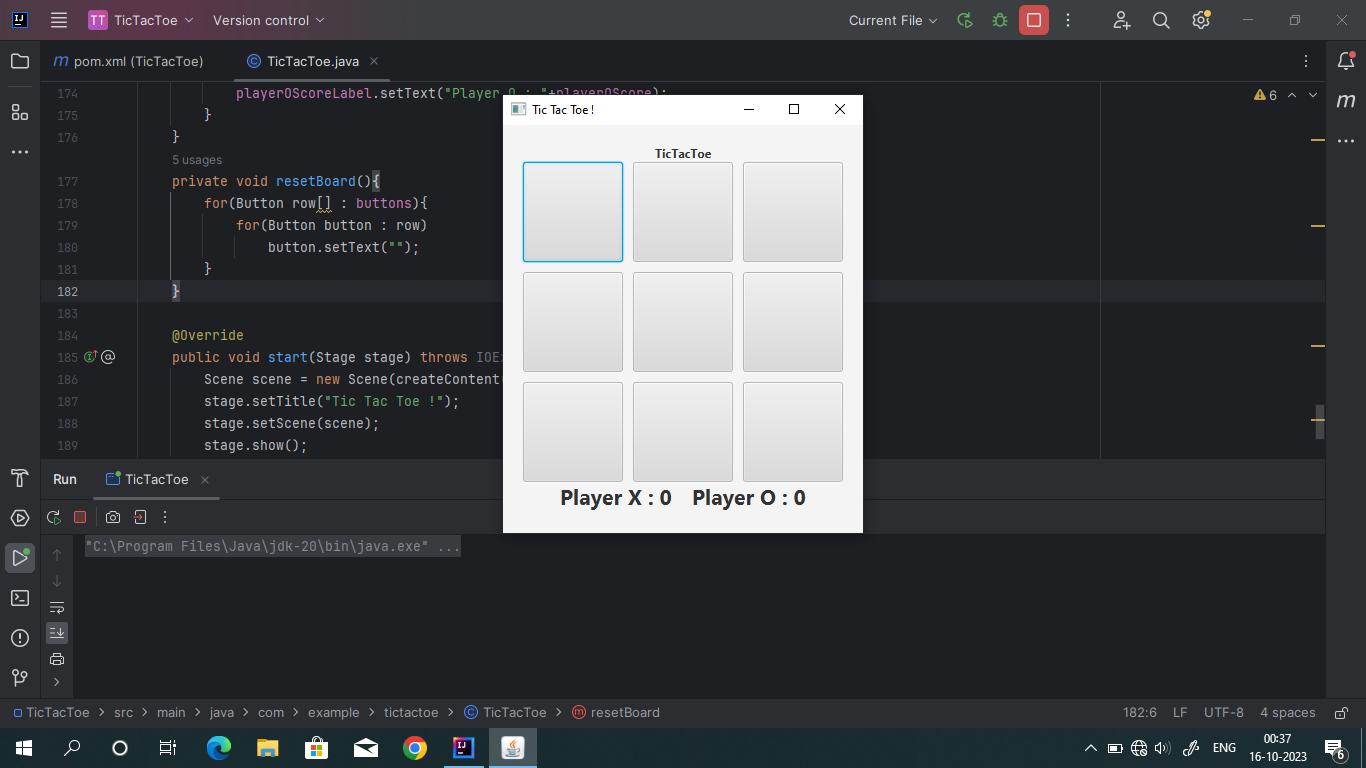 TT TicTacToe Version control Current File
m pom.xml (TicTacToe) TicTacToe.java
174 playerOScoreLabel.setText("Player O : "+playerOScore);
175 }
176 }
5 usages
177 private void resetBoard(){
178 for(Button row[] : buttons){
179 for(Button button : row)
180 button.setText("");
181 }
182 }
183
184 @Override
185 public void start(Stage stage) throws
186 Scene scene = new Scene(createContent
187 stage.setTitle("Tic Tac Toe !");
188 stage.setScene(scene);
189 stage.show();
6
m
Tic Tac Toe !
TicTacToe
Player X : 0 Player O : 0
Run TicTacToe
"C:\Program Files\Java\jdk-20\bin\java.exe" ...
TicTacToe > src > main > java > com > example > tictactoe > TicTacToe > resetBoard 182:6 LF UTF-8 4 spaces
ENG 00:37
16-10-2023
6